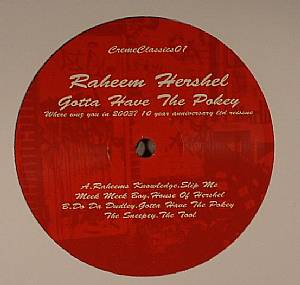 CremeClassics01
Raheem Hershel
Gotta Have The Pokey
Where wuz you in 2003? 10 year anniversary ltd reissue
A.Raheems Knowledge.Slip Me
Meek Meek Boy.House Of Hershel
B.Do Da Dudley.Gotta Have The Pokey
The Sneepey.The Tool